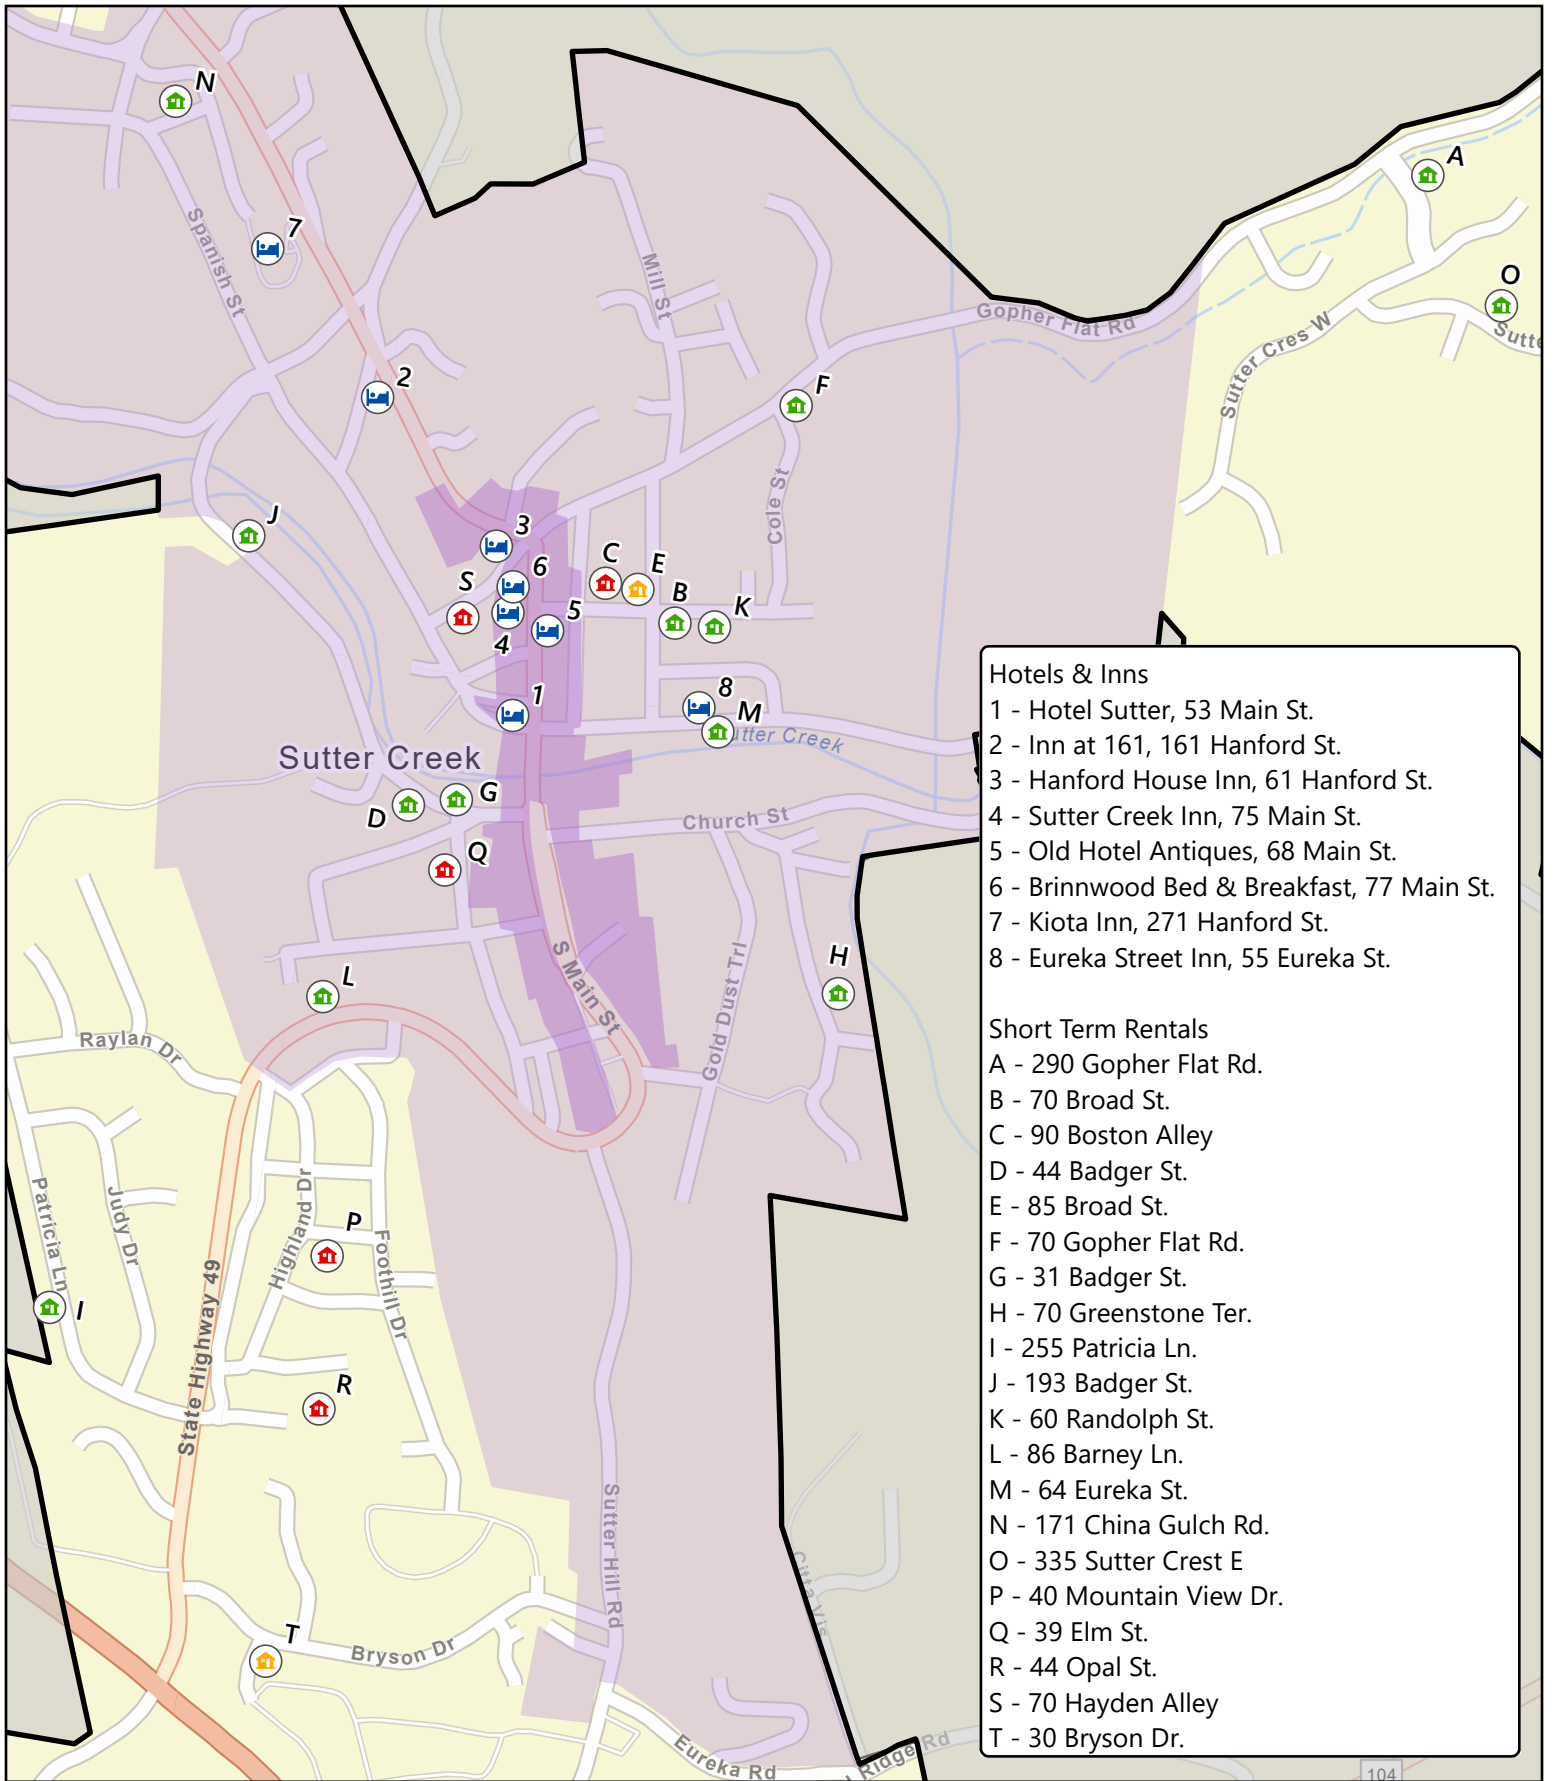 N
A
7
Spanish St
Mill St
O
Gopher Flat Rd
Sutter Cres W
Sutte
2
F
Cole St
J
3
6
C
E
S
B
K
5
4
1
8
M
utter Creek
Sutter Creek
G
D
Church St
Q
S Main St
Gold Dust Trl
H
L
Raylan Dr
Patricia Ln
Judy Dr
Highland Dr
P
Foothill Dr
State Highway 49
I
R
Sutter Hill Rd
Citta Vis
T
Bryson Dr
Eureka Rd
Ridge Rd
104
Hotels & Inns
1 - Hotel Sutter, 53 Main St.
2 - Inn at 161, 161 Hanford St.
3 - Hanford House Inn, 61 Hanford St.
4 - Sutter Creek Inn, 75 Main St.
5 - Old Hotel Antiques, 68 Main St.
6 - Brinnwood Bed & Breakfast, 77 Main St.
7 - Kiota Inn, 271 Hanford St.
8 - Eureka Street Inn, 55 Eureka St.
Short Term Rentals
A - 290 Gopher Flat Rd.
B - 70 Broad St.
C - 90 Boston Alley
D - 44 Badger St.
E - 85 Broad St.
F - 70 Gopher Flat Rd.
G - 31 Badger St.
H - 70 Greenstone Ter.
I - 255 Patricia Ln.
J - 193 Badger St.
K - 60 Randolph St.
L - 86 Barney Ln.
M - 64 Eureka St.
N - 171 China Gulch Rd.
O - 335 Sutter Crest E
P - 40 Mountain View Dr.
Q - 39 Elm St.
R - 44 Opal St.
S - 70 Hayden Alley
T - 30 Bryson Dr.